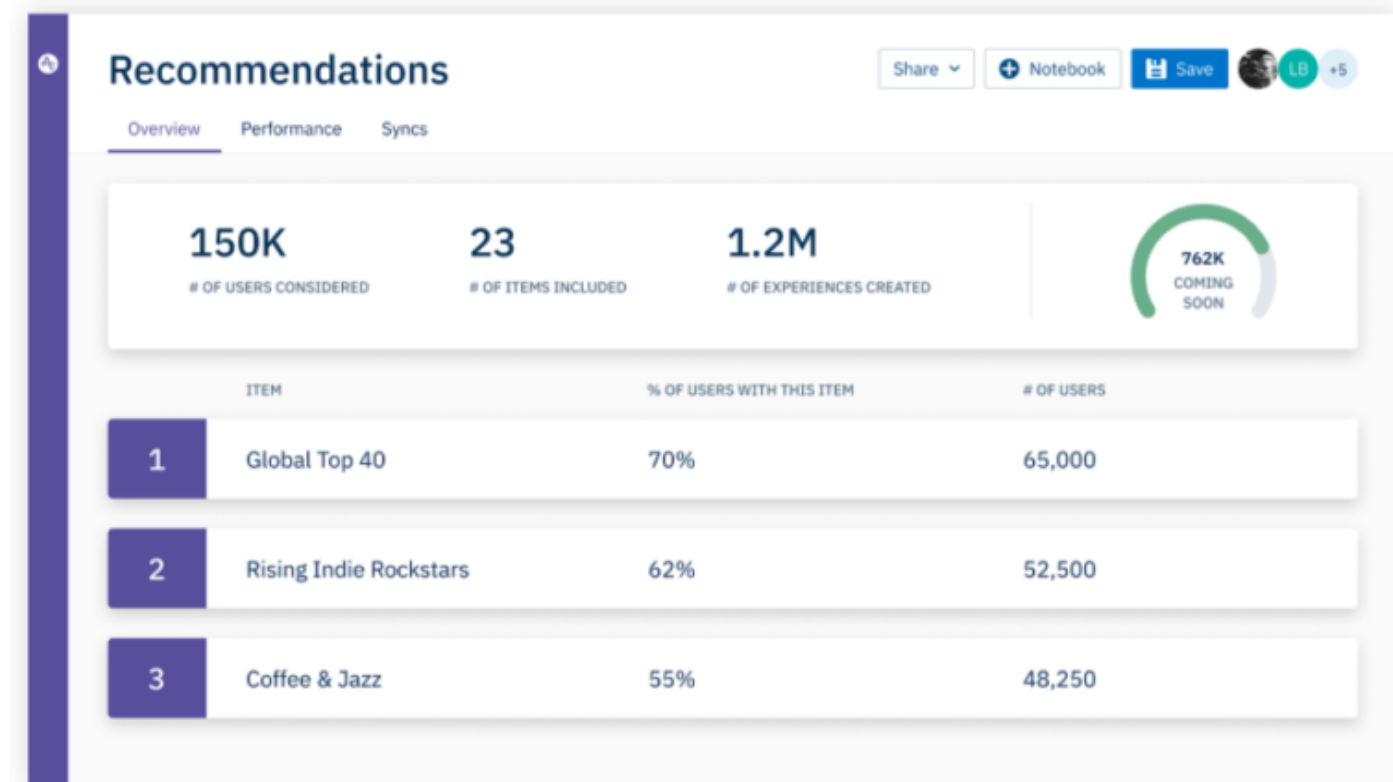 Recommendations
Share
Notebook
Save
LB
+5
Overview Performance Syncs
150K
23
1.2M
# OF USERS CONSIDERED
# OF ITEMS INCLUDED
# OF EXPERIENCES CREATED
762K
COMING
SOON
ITEM % OF USERS WITH THIS ITEM # OF USERS
1 Global Top 40 70% 65,000
2 Rising Indie Rockstars 62% 52,500
3 Coffee & Jazz 55% 48,250